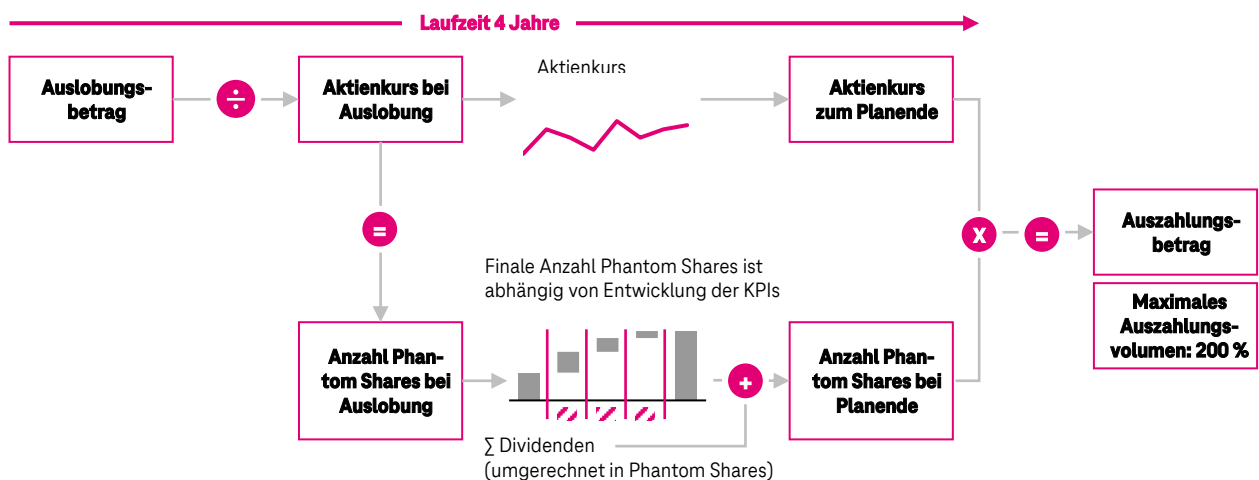 Laufzeit 4 Jahre
Auslobungs-
betrag
÷
Aktienkurs bei
Auslobung
Aktienkurs
Aktienkurs
zum Planende
=
X
=
Auszahlungs-
betrag
Maximales
Auszahlungs-
volumen: 200 %
Finale Anzahl Phantom Shares ist
abhängig von Entwicklung der KPIs
Anzahl Phan-
tom Shares bei
Auslobung
+
Anzahl Phan-
tom Shares bei
Planende
∑ Dividenden
(umgerechnet in Phantom Shares)